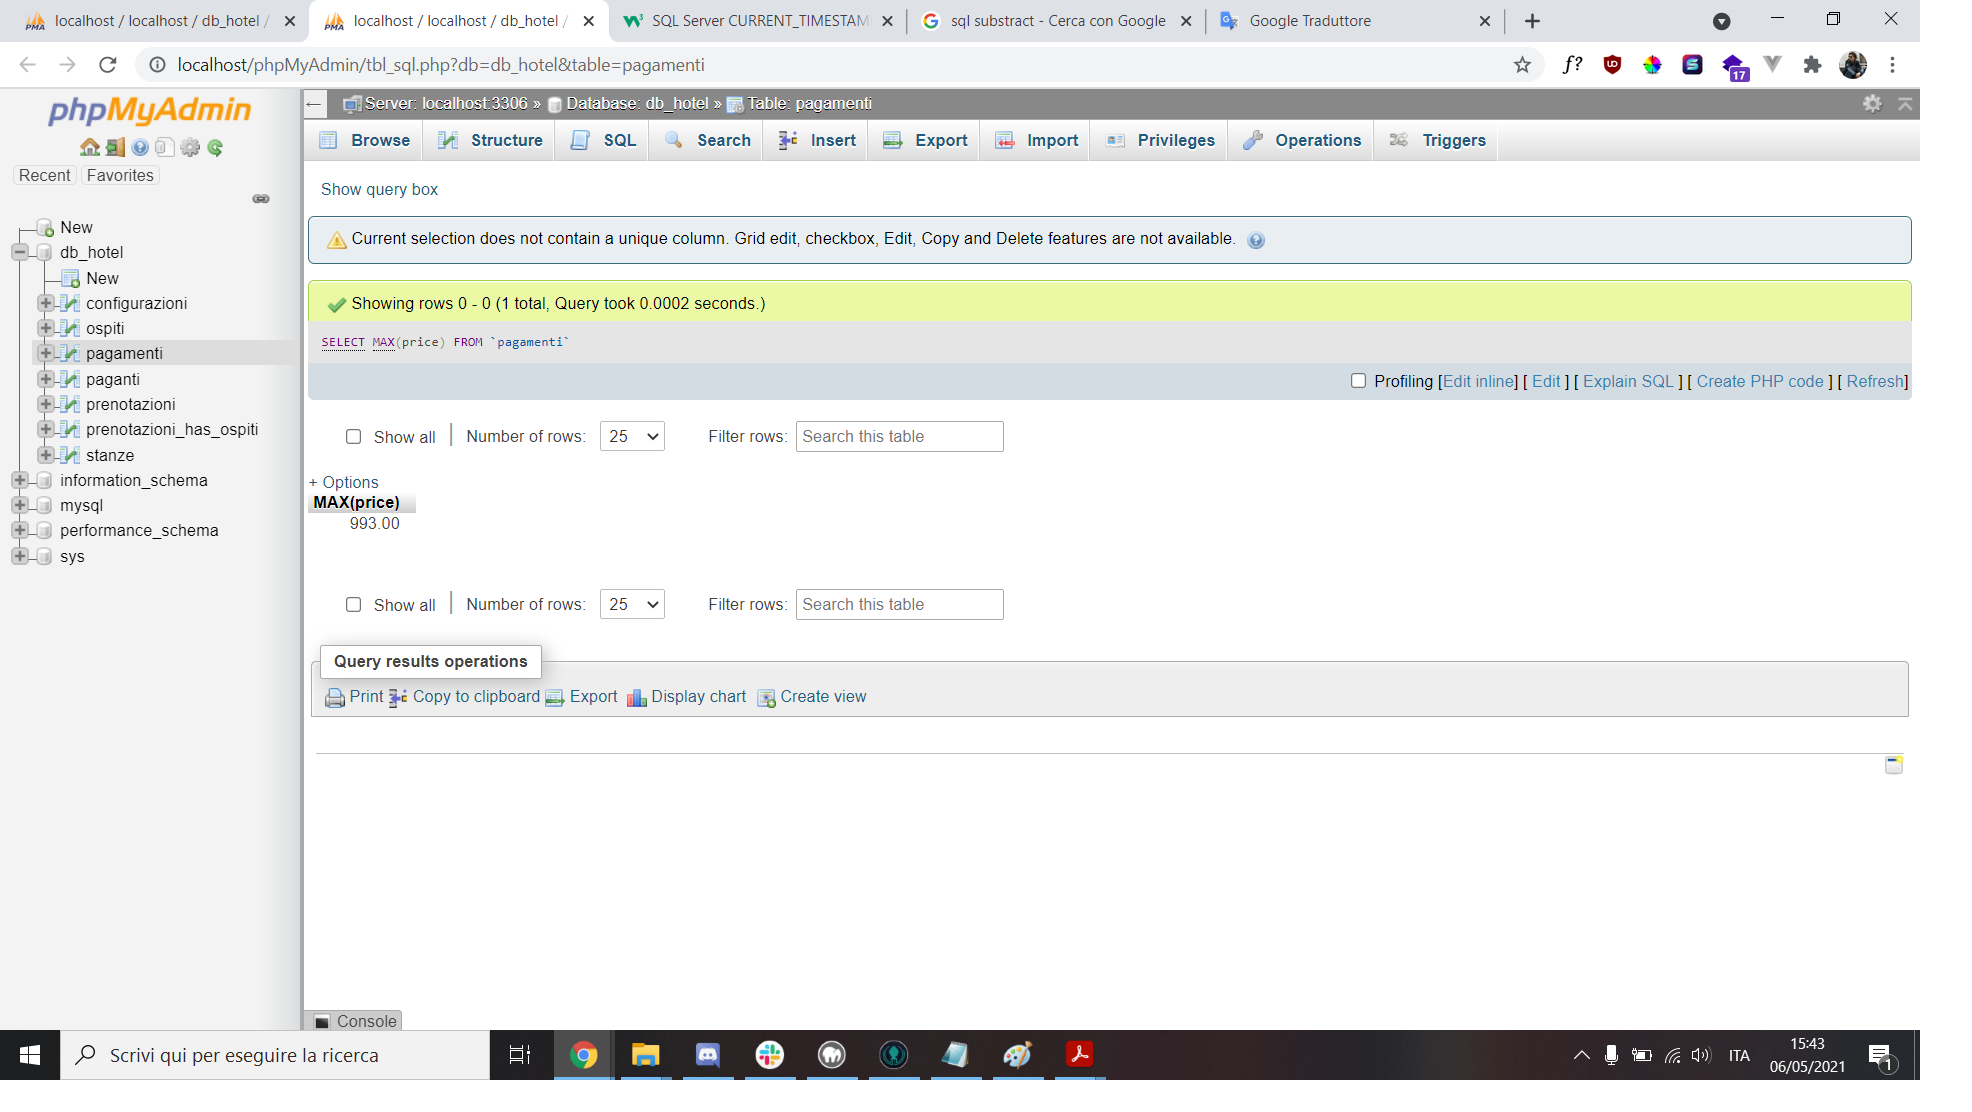 localhost / localhost / db_hotel /
localhost / localhost / db_hotel /
SQL Server CURRENT_TIMESTAM
sql substract - Cerca con Google
Google Traduttore
localhost/phpMyAdmin/tbl_sql.php?db=db_hotel&table=pagamenti
f?
17
phpMyAdmin
Recent Favorites
New
db_hotel
New
configurazioni
ospiti
pagamenti
paganti
prenotazioni
prenotazioni_has_ospiti
stanze
information_schema
mysql
performance_schema
sys
Server: localhost:3306 » Database: db_hotel » Table: pagamenti
Browse Structure SQL Search Insert Export Import Privileges Operations Triggers
Show query box
Current selection does not contain a unique column. Grid edit, checkbox, Edit, Copy and Delete features are not available.
Showing rows 0 - 0 (1 total, Query took 0.0002 seconds.)
SELECT MAX(price) FROM `pagamenti`
Profiling [Edit inline] [ Edit ] [ Explain SQL ] [ Create PHP code ] [ Refresh]
Show all Number of rows: 25 Filter rows: Search this table
+ Options
MAX(price)
993.00
Show all Number of rows: 25 Filter rows: Search this table
Query results operations
Print Copy to clipboard Export Display chart Create view
Console
Scrivi qui per eseguire la ricerca
ITA
15:43
06/05/2021
1